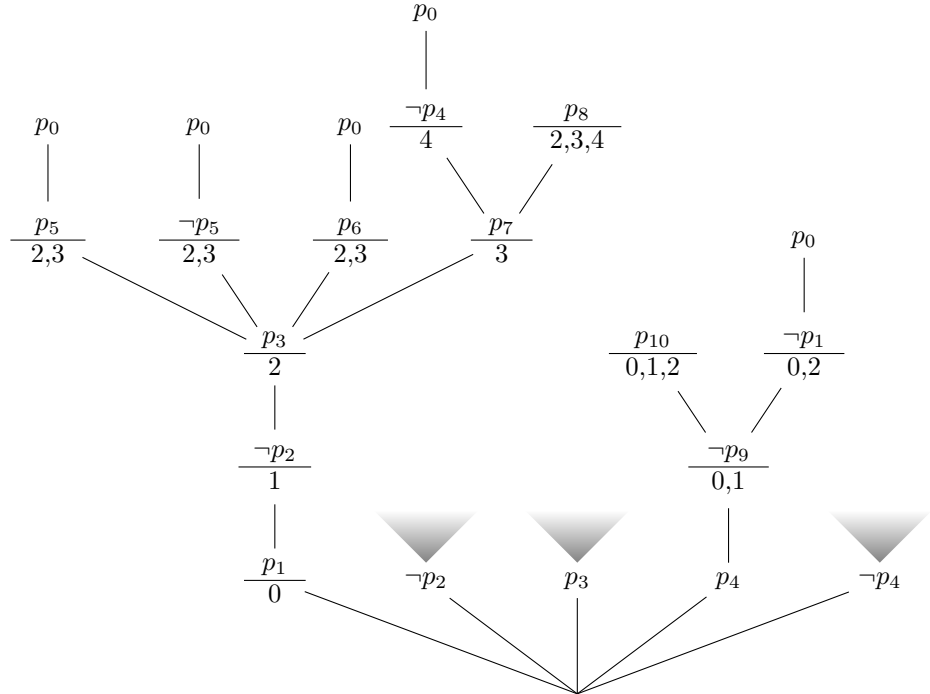 p₀
¬p₄
4
p₈
2,3,4
p₀
p₀
p₀
p₅
2,3
¬p₅
2,3
p₆
2,3
p₇
3
p₀
p₃
2
p₁₀
0,1,2
¬p₁
0,2
¬p₂
1
¬p₉
0,1
p₁
0
¬p₂
p₃
p₄
¬p₄